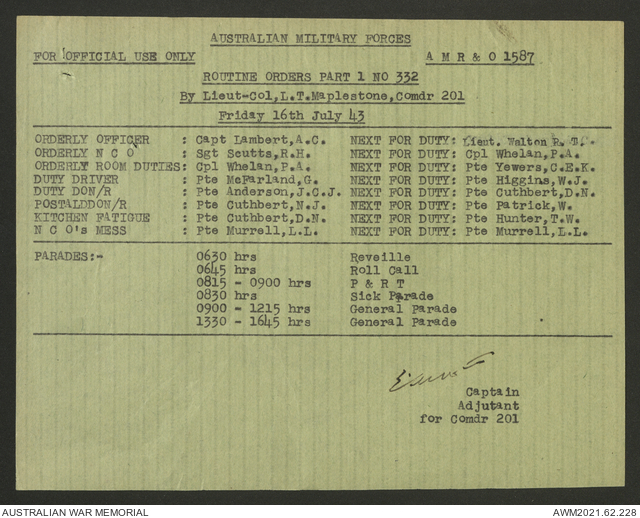 AUSTRALIAN MILITARY FORCES
FOR OFFICIAL USE ONLY A M R & O 1587
ROUTINE ORDERS PART 1 NO 332
By Lieut-Col,L.T.Maplestone,Comdr 201
Friday 16th July 43
ORDERLY OFFICER : Capt Lambert,A.C. NEXT FOR DUTY: Lieut. Walton R.T.
ORDERLY N C O : Sgt Scutts,R.H. NEXT FOR DUTY: Cpl Whelan,P.A.
ORDERLY ROOM DUTIES: Cpl Whelan,P.A. NEXT FOR DUTY: Pte Yewers,C.E.K.
DUTY DRIVER : Pte McFarland,G. NEXT FOR DUTY: Pte Higgins,W.J.
DUTY DON/R : Pte Anderson,J.C.J. NEXT FOR DUTY: Pte Cuthbert,D.N.
POSTALDDON/R : Pte Cuthbert,N.J. NEXT FOR DUTY: Pte Patrick,W.
KITCHEN FATIGUE : Pte Cuthbert,D.N. NEXT FOR DUTY: Pte Hunter,T.W.
N C O's MESS : Pte Murrell,L.L. NEXT FOR DUTY: Pte Murrell,L.L.
PARADES:- 0630 hrs Reveille
0645 hrs Roll Call
0815 - 0900 hrs P & R T
0830 hrs Sick Parade
0900 - 1215 hrs General Parade
1330 - 1645 hrs General Parade
Captain
Adjutant
for Comdr 201
AUSTRALIAN WAR MEMORIAL AWM2021.62.228